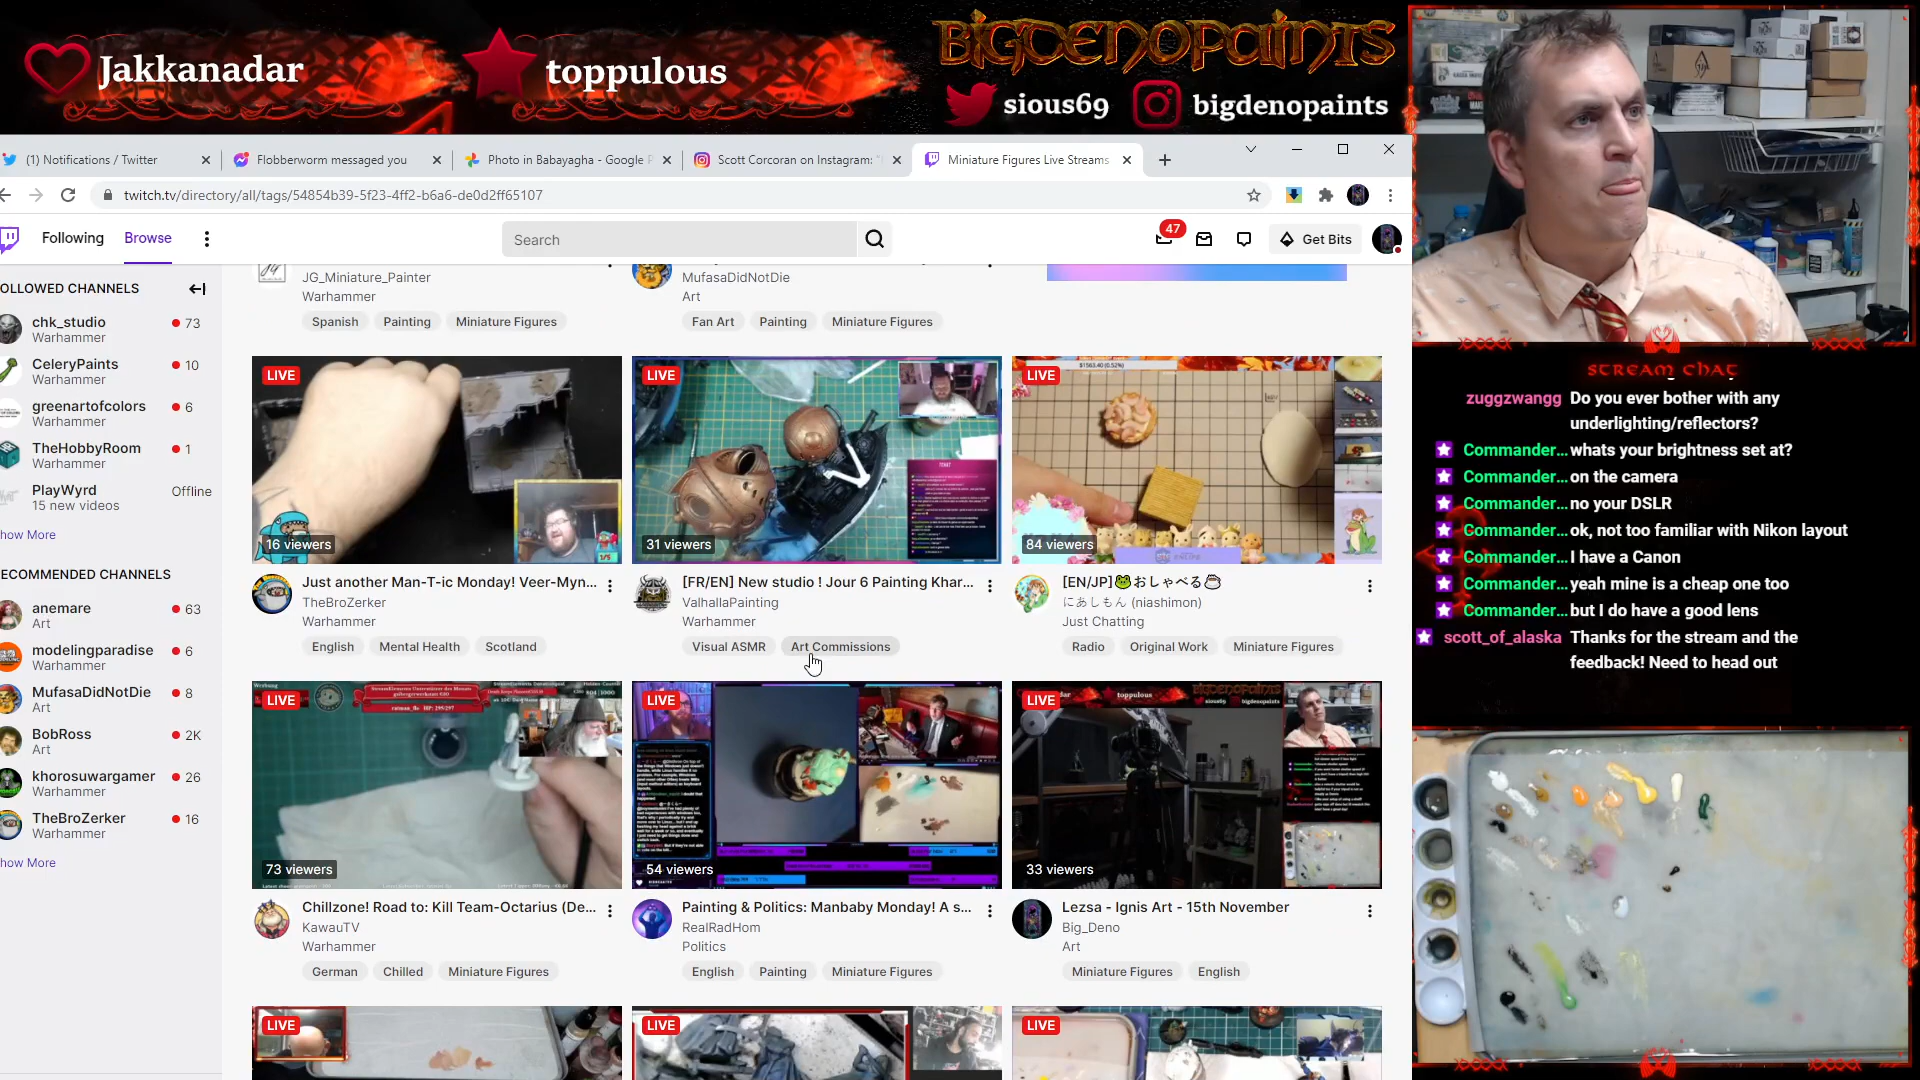 Jakkanadar
toppulous
BIGDENOPAINTS
sious69
bigdenopaints
(1) Notifications / Twitter
Flobberworm messaged you
Photo in Babayagha - Google P
Scott Corcoran on Instagram: "
Miniature Figures Live Streams
twitch.tv/directory/all/tags/54854b39-5f23-4ff2-b6a6-de0d2ff65107
Following
Browse
Search
47
Get Bits
OLLOWED CHANNELS
chk_studio
73
Warhammer
CeleryPaints
10
Warhammer
greenartofcolors
6
Warhammer
TheHobbyRoom
1
Warhammer
PlayWyrd
Offline
15 new videos
how More
ECOMMENDED CHANNELS
anemare
63
Art
modelingparadise
6
Warhammer
MufasaDidNotDie
8
Art
BobRoss
2K
Art
khorosuwargamer
26
Warhammer
TheBroZerker
16
Warhammer
how More
JG_Miniature_Painter
Warhammer
Spanish
Painting
Miniature Figures
MufasaDidNotDie
Art
Fan Art
Painting
Miniature Figures
LIVE
16 viewers
Just another Man-T-ic Monday! Veer-Myn...
TheBroZerker
Warhammer
English
Mental Health
Scotland
LIVE
31 viewers
[FR/EN] New studio ! Jour 6 Painting Khar...
ValhallaPainting
Warhammer
Visual ASMR
Art Commissions
LIVE
$1563.40 (0.52%)
84 viewers
[EN/JP]🐸おしゃべる🍮
にあしもん (niashimon)
Just Chatting
Radio
Original Work
Miniature Figures
LIVE
73 viewers
Chillzone! Road to: Kill Team-Octarius (De...
KawauTV
Warhammer
German
Chilled
Miniature Figures
LIVE
54 viewers
Painting & Politics: Manbaby Monday! A s...
RealRadHom
Politics
English
Painting
Miniature Figures
LIVE
toppulous
33 viewers
Lezsa - Ignis Art - 15th November
Big_Deno
Art
Miniature Figures
English
LIVE
LIVE
LIVE
STREAM CHAT
zuggzwangg Do you ever bother with any
underlighting/reflectors?
Commander... whats your brightness set at?
Commander... on the camera
Commander... no your DSLR
Commander... ok, not too familiar with Nikon layout
Commander... I have a Canon
Commander... yeah mine is a cheap one too
Commander... but I do have a good lens
scott_of_alaska Thanks for the stream and the
feedback! Need to head out